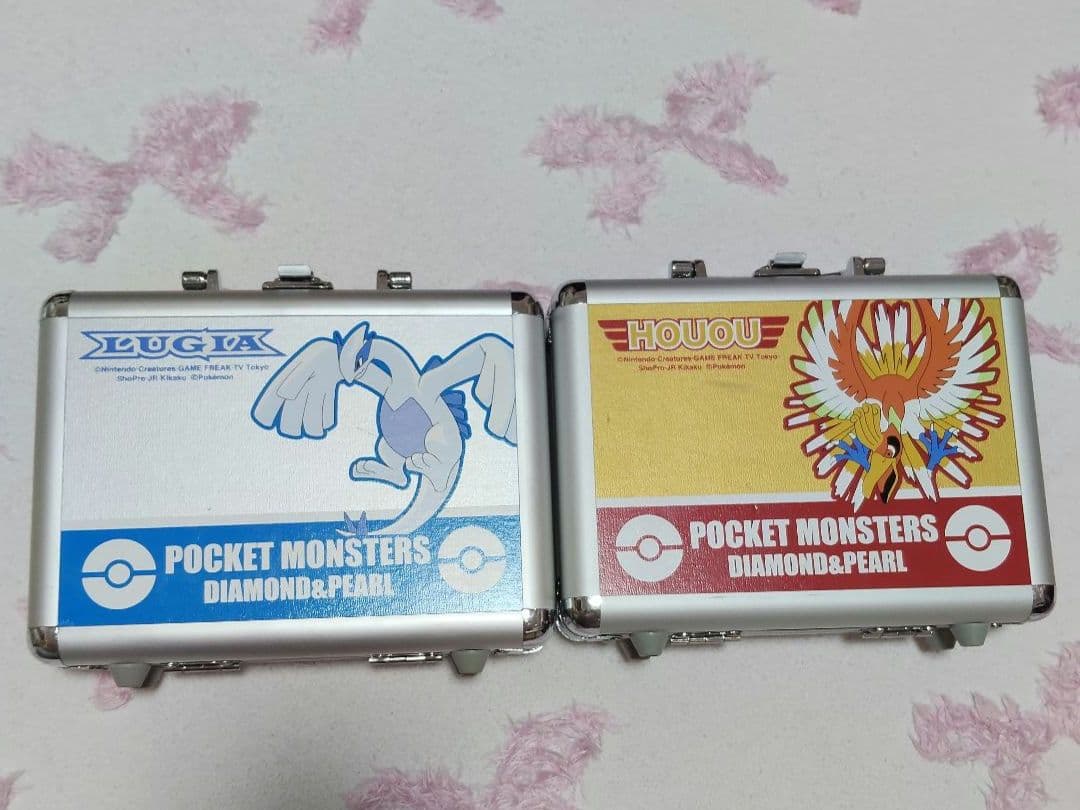 LUGIA
©Nintendo·Creatures·GAME FREAK·TV Tokyo
ShoPro·JR Kikaku ©Pokémon
POCKET MONSTERS
DIAMOND&PEARL
HOUOU
©Nintendo·Creatures·GAME FREAK·TV Tokyo
ShoPro·JR Kikaku ©Pokémon
POCKET MONSTERS
DIAMOND&PEARL